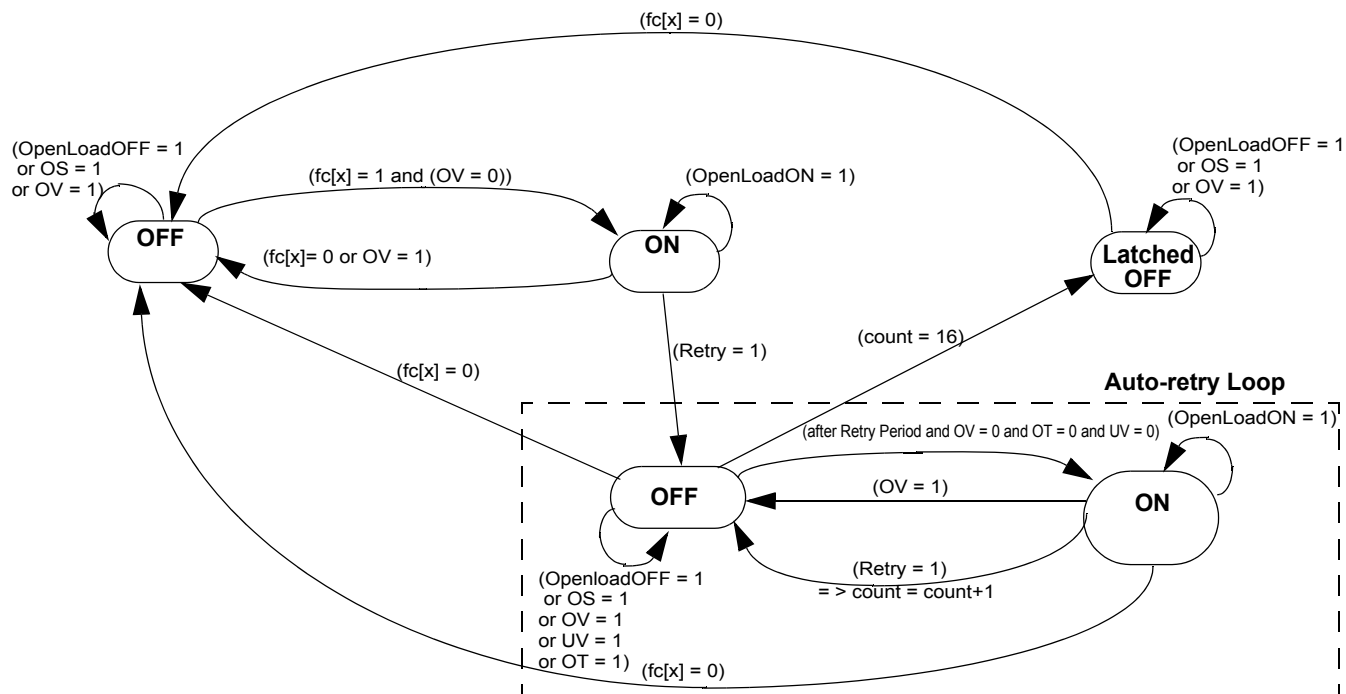 (fc[x] = 0)
(OpenLoadOFF = 1
or OS = 1
or OV = 1)
(fc[x] = 1 and (OV = 0))
(OpenLoadON = 1)
(OpenLoadOFF = 1
or OS = 1
or OV = 1)
OFF
(fc[x]= 0 or OV = 1)
ON
Latched
OFF
(Retry = 1)
(count = 16)
(fc[x] = 0)
Auto-retry Loop
(after Retry Period and OV = 0 and OT = 0 and UV = 0)
(OpenLoadON = 1)
OFF
(OV = 1)
ON
(Retry = 1)
= > count = count+1
(OpenloadOFF = 1
or OS = 1
or OV = 1
or UV = 1
or OT = 1)
(fc[x] = 0)